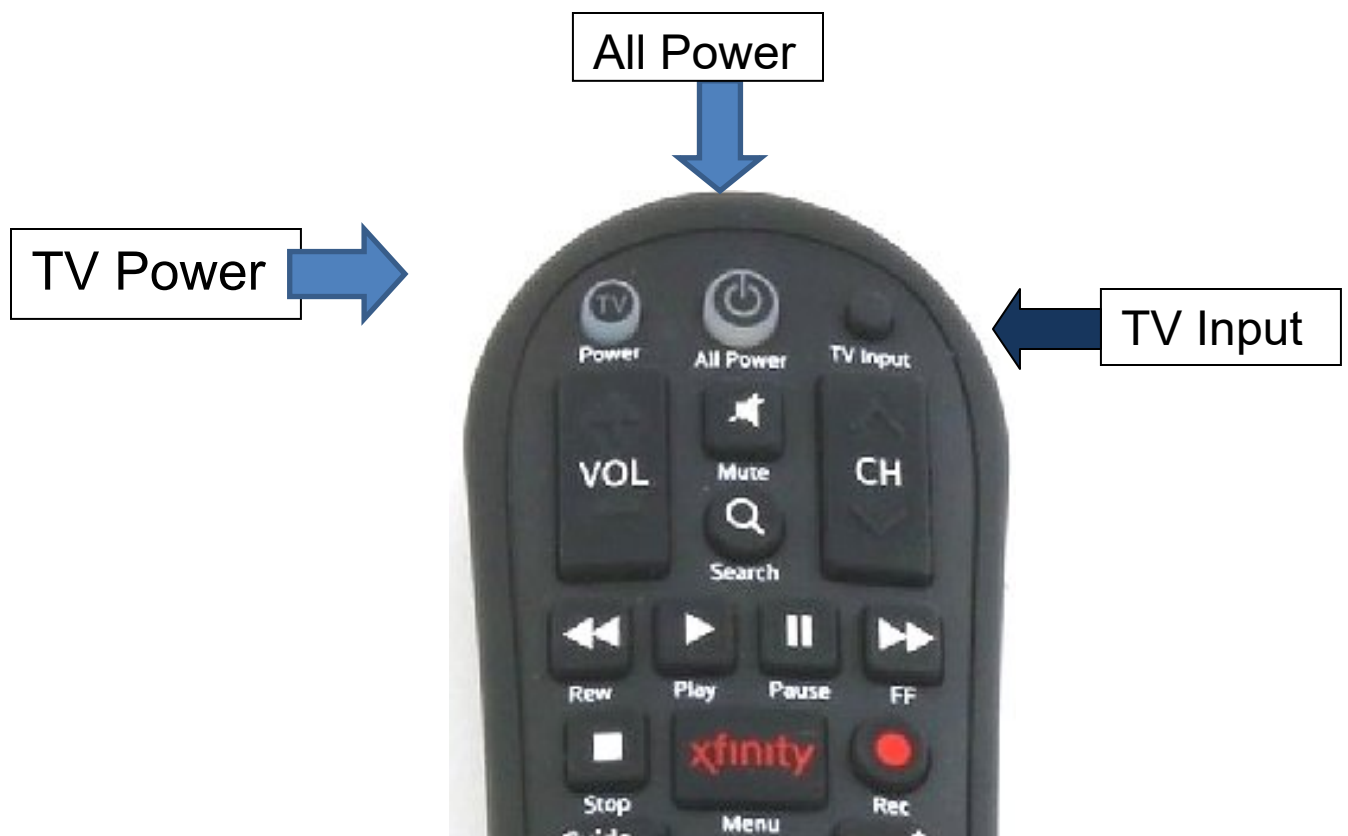 All Power
TV Power
TV Input
TV
Power
All Power
TV Input
VOL
Mute
CH
Search
Rew
Play
Pause
FF
Stop
xfinity
Menu
Rec
Guide